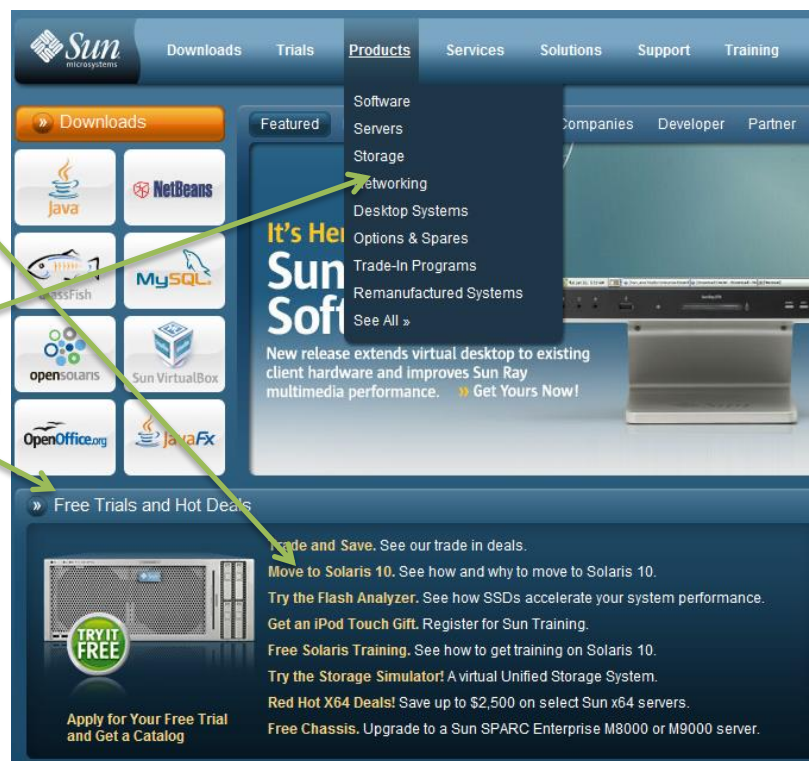 Sun
microsystems
Downloads Trials Products Services Solutions Support Training
Software
Servers
Storage
Networking
Desktop Systems
Options & Spares
Trade-In Programs
Remanufactured Systems
See All »
» Downloads
Java
NetBeans
GlassFish
MySQL
opensolaris
Sun VirtualBox
OpenOffice.org
JavaFX
Featured Companies Developer Partner
It's Her
Sun
Soft
New release extends virtual desktop to existing
client hardware and improves Sun Ray
multimedia performance. » Get Yours Now!
» Free Trials and Hot Deals
TRY IT
FREE
Apply for Your Free Trial
and Get a Catalog
Trade and Save. See our trade in deals.
Move to Solaris 10. See how and why to move to Solaris 10.
Try the Flash Analyzer. See how SSDs accelerate your system performance.
Get an iPod Touch Gift. Register for Sun Training.
Free Solaris Training. See how to get training on Solaris 10.
Try the Storage Simulator! A virtual Unified Storage System.
Red Hot X64 Deals! Save up to $2,500 on select Sun x64 servers.
Free Chassis. Upgrade to a Sun SPARC Enterprise M8000 or M9000 server.